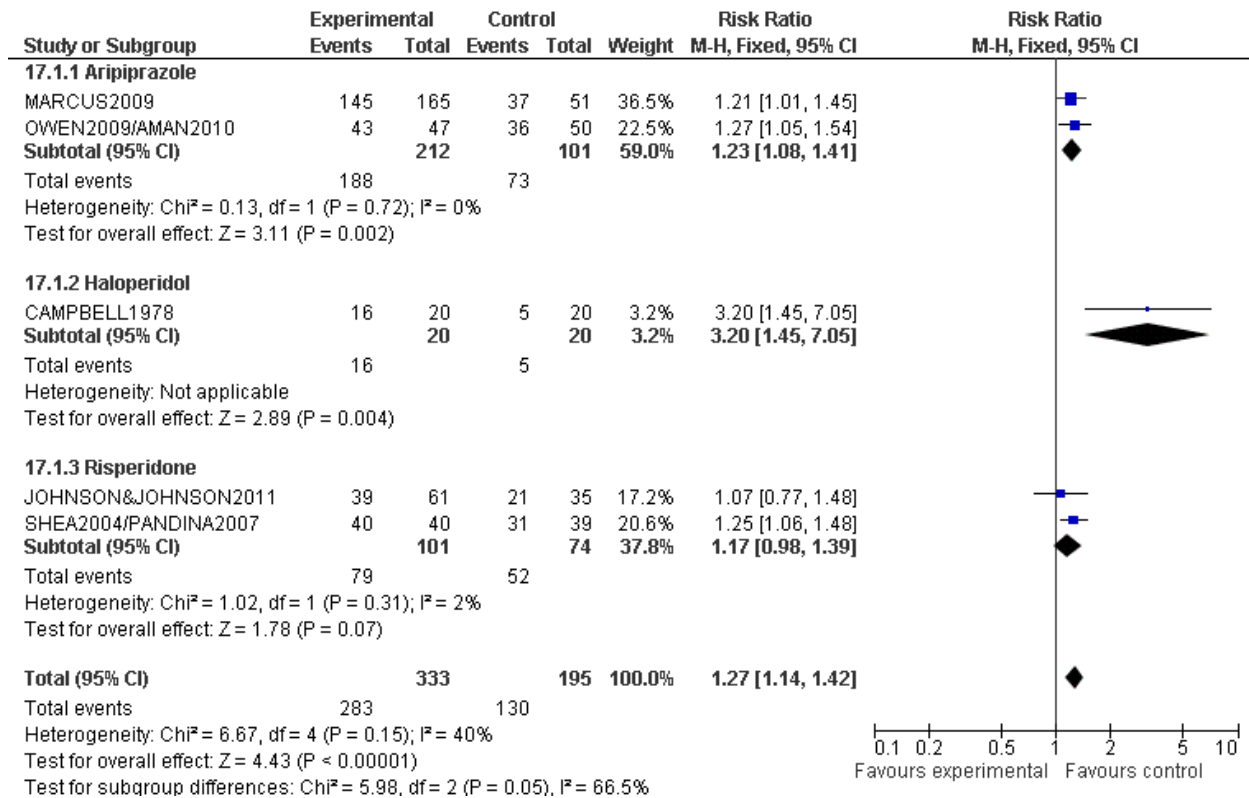 Experimental Control Risk Ratio Risk Ratio
Study or Subgroup Events Total Events Total Weight M-H, Fixed, 95% CI M-H, Fixed, 95% CI
17.1.1 Aripiprazole
MARCUS2009 145 165 37 51 36.5% 1.21 [1.01, 1.45]
OWEN2009/AMAN2010 43 47 36 50 22.5% 1.27 [1.05, 1.54]
Subtotal (95% CI) 212 101 59.0% 1.23 [1.08, 1.41]
Total events 188 73
Heterogeneity: Chi² = 0.13, df = 1 (P = 0.72); I² = 0%
Test for overall effect: Z = 3.11 (P = 0.002)
17.1.2 Haloperidol
CAMPBELL1978 16 20 5 20 3.2% 3.20 [1.45, 7.05]
Subtotal (95% CI) 20 20 3.2% 3.20 [1.45, 7.05]
Total events 16 5
Heterogeneity: Not applicable
Test for overall effect: Z = 2.89 (P = 0.004)
17.1.3 Risperidone
JOHNSON&JOHNSON2011 39 61 21 35 17.2% 1.07 [0.77, 1.48]
SHEA2004/PANDINA2007 40 40 31 39 20.6% 1.25 [1.06, 1.48]
Subtotal (95% CI) 101 74 37.8% 1.17 [0.98, 1.39]
Total events 79 52
Heterogeneity: Chi² = 1.02, df = 1 (P = 0.31); I² = 2%
Test for overall effect: Z = 1.78 (P = 0.07)
Total (95% CI) 333 195 100.0% 1.27 [1.14, 1.42]
Total events 283 130
Heterogeneity: Chi² = 6.67, df = 4 (P = 0.15); I² = 40%
Test for overall effect: Z = 4.43 (P < 0.00001)
Test for subgroup differences: Chi² = 5.98, df = 2 (P = 0.05), I² = 66.5%
0.1 0.2 0.5 1 2 5 10
Favours experimental Favours control